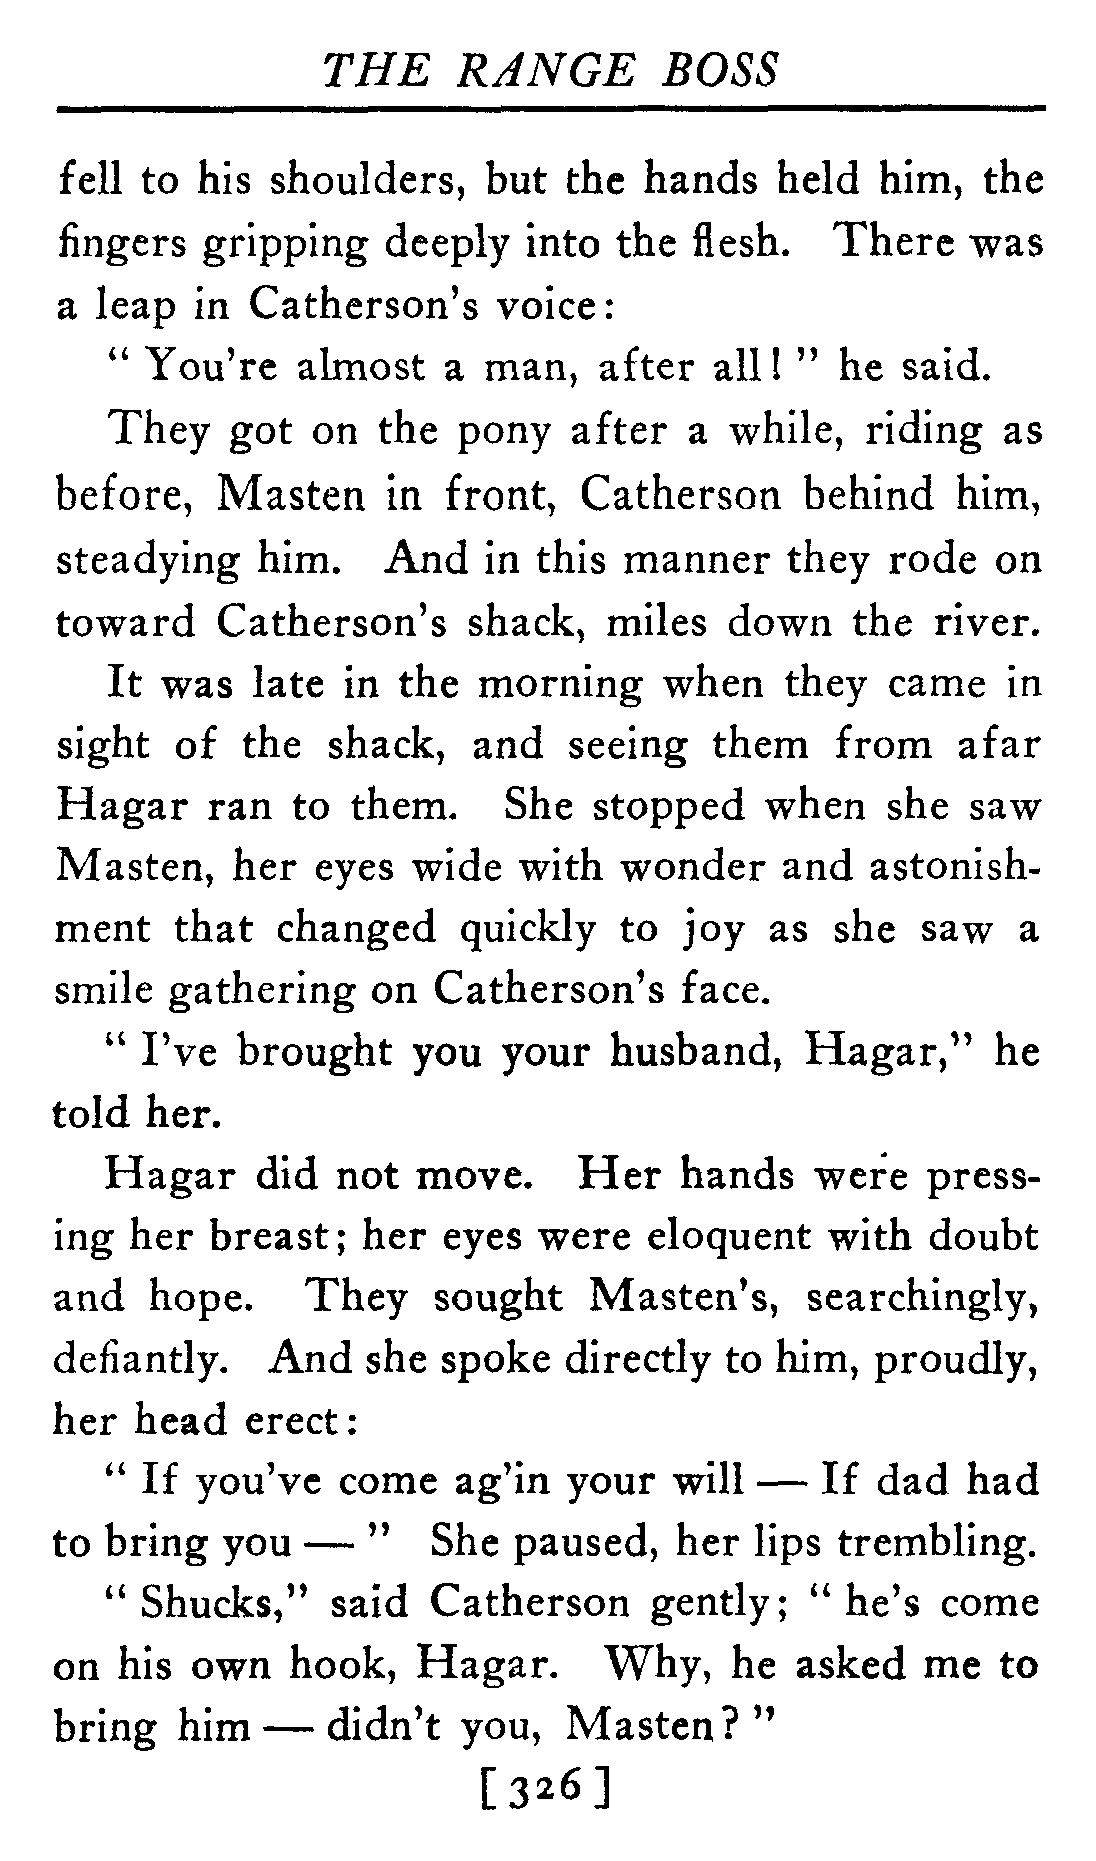 THE RANGE BOSS
fell to his shoulders, but the hands held him, the
fingers gripping deeply into the flesh. There was
a leap in Catherson's voice:
" You're almost a man, after all! " he said.
They got on the pony after a while, riding as
before, Masten in front, Catherson behind him,
steadying him. And in this manner they rode on
toward Catherson's shack, miles down the river.
It was late in the morning when they came in
sight of the shack, and seeing them from afar
Hagar ran to them. She stopped when she saw
Masten, her eyes wide with wonder and astonish-
ment that changed quickly to joy as she saw a
smile gathering on Catherson's face.
" I've brought you your husband, Hagar," he
told her.
Hagar did not move. Her hands were press-
ing her breast; her eyes were eloquent with doubt
and hope. They sought Masten's, searchingly,
defiantly. And she spoke directly to him, proudly,
her head erect:
" If you've come ag'in your will — If dad had
to bring you — " She paused, her lips trembling.
" Shucks," said Catherson gently; " he's come
on his own hook, Hagar. Why, he asked me to
bring him — didn't you, Masten? "
[ 326 ]